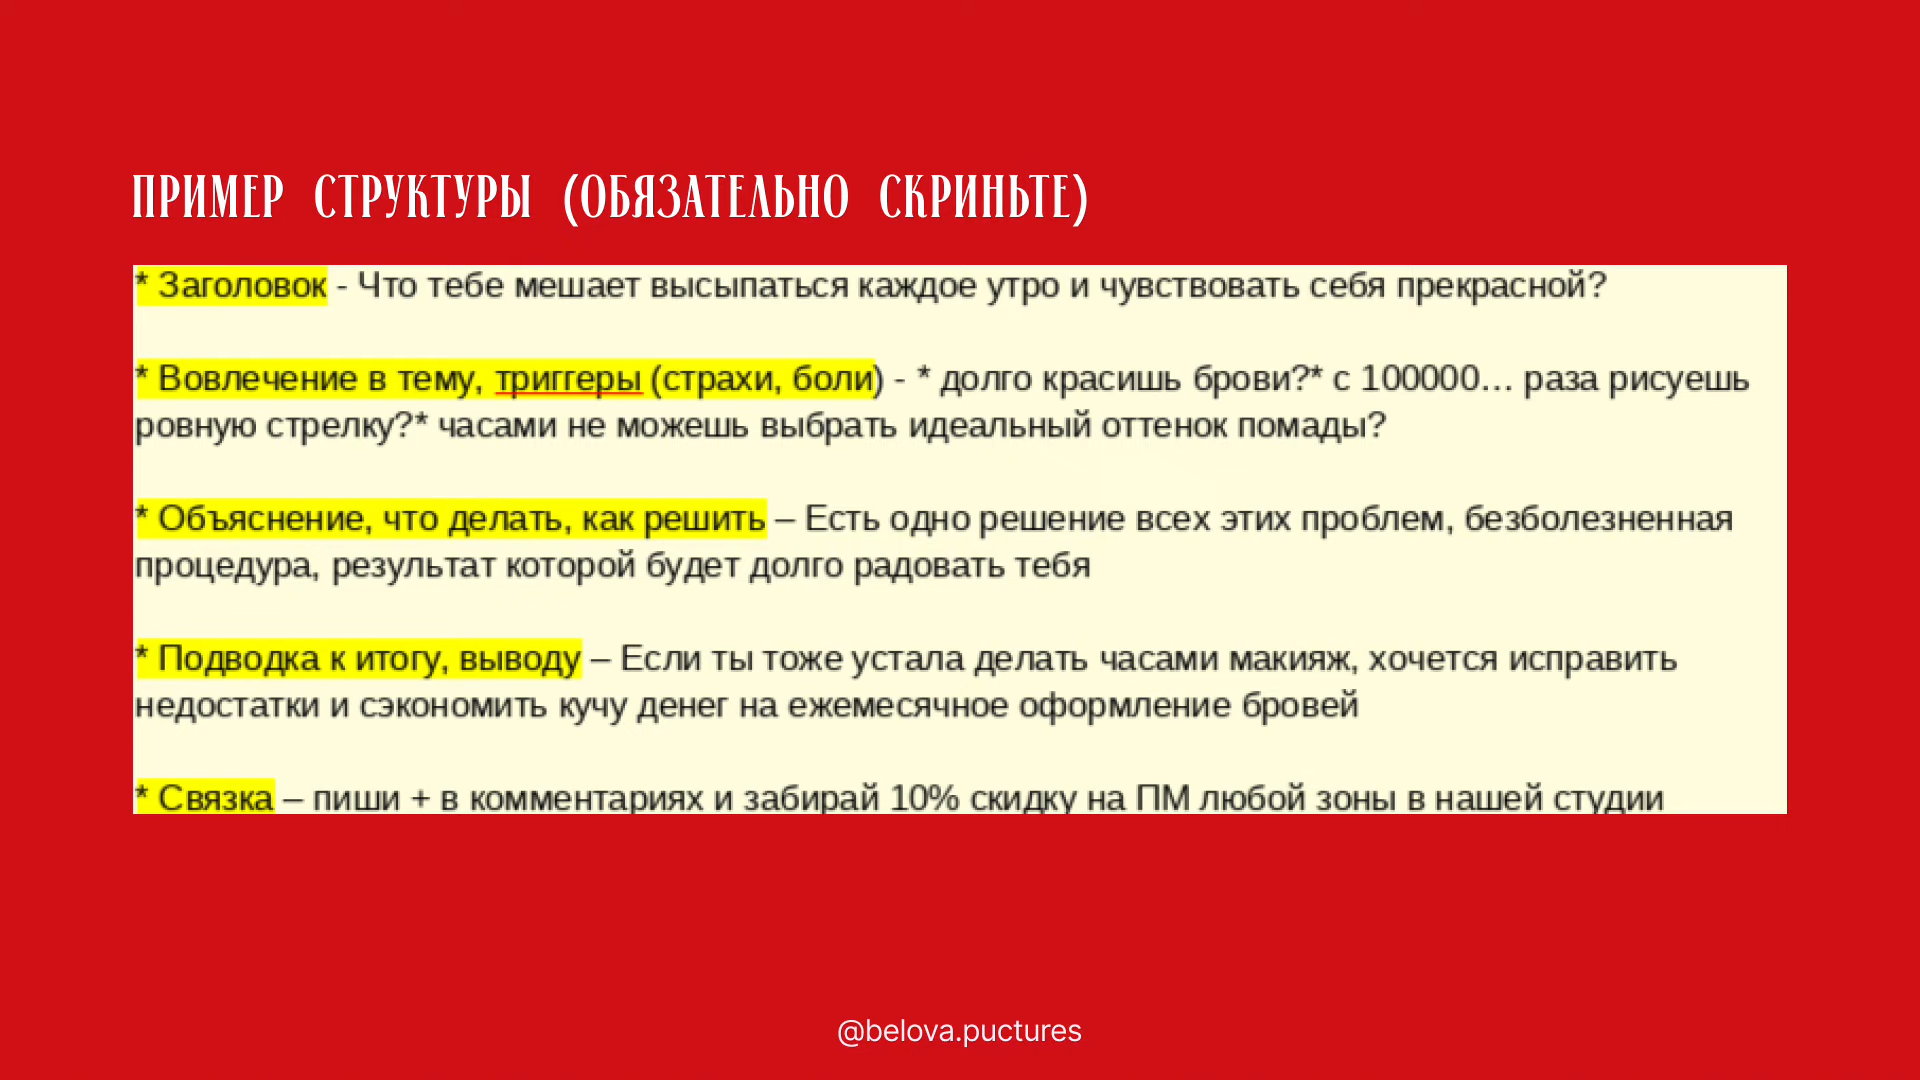 ПРИМЕР СТРУКТУРЫ (ОБЯЗАТЕЛЬНО СКРИНЬТЕ)
* Заголовок - Что тебе мешает высыпаться каждое утро и чувствовать себя прекрасной?
* Вовлечение в тему, триггеры (страхи, боли) - * долго красишь брови?* с 100000… раза рисуешь
ровную стрелку?* часами не можешь выбрать идеальный оттенок помады?
* Объяснение, что делать, как решить – Есть одно решение всех этих проблем, безболезненная
процедура, результат которой будет долго радовать тебя
* Подводка к итогу, выводу – Если ты тоже устала делать часами макияж, хочется исправить
недостатки и сэкономить кучу денег на ежемесячное оформление бровей
* Связка – пиши + в комментариях и забирай 10% скидку на ПМ любой зоны в нашей студии
@belova.puctures